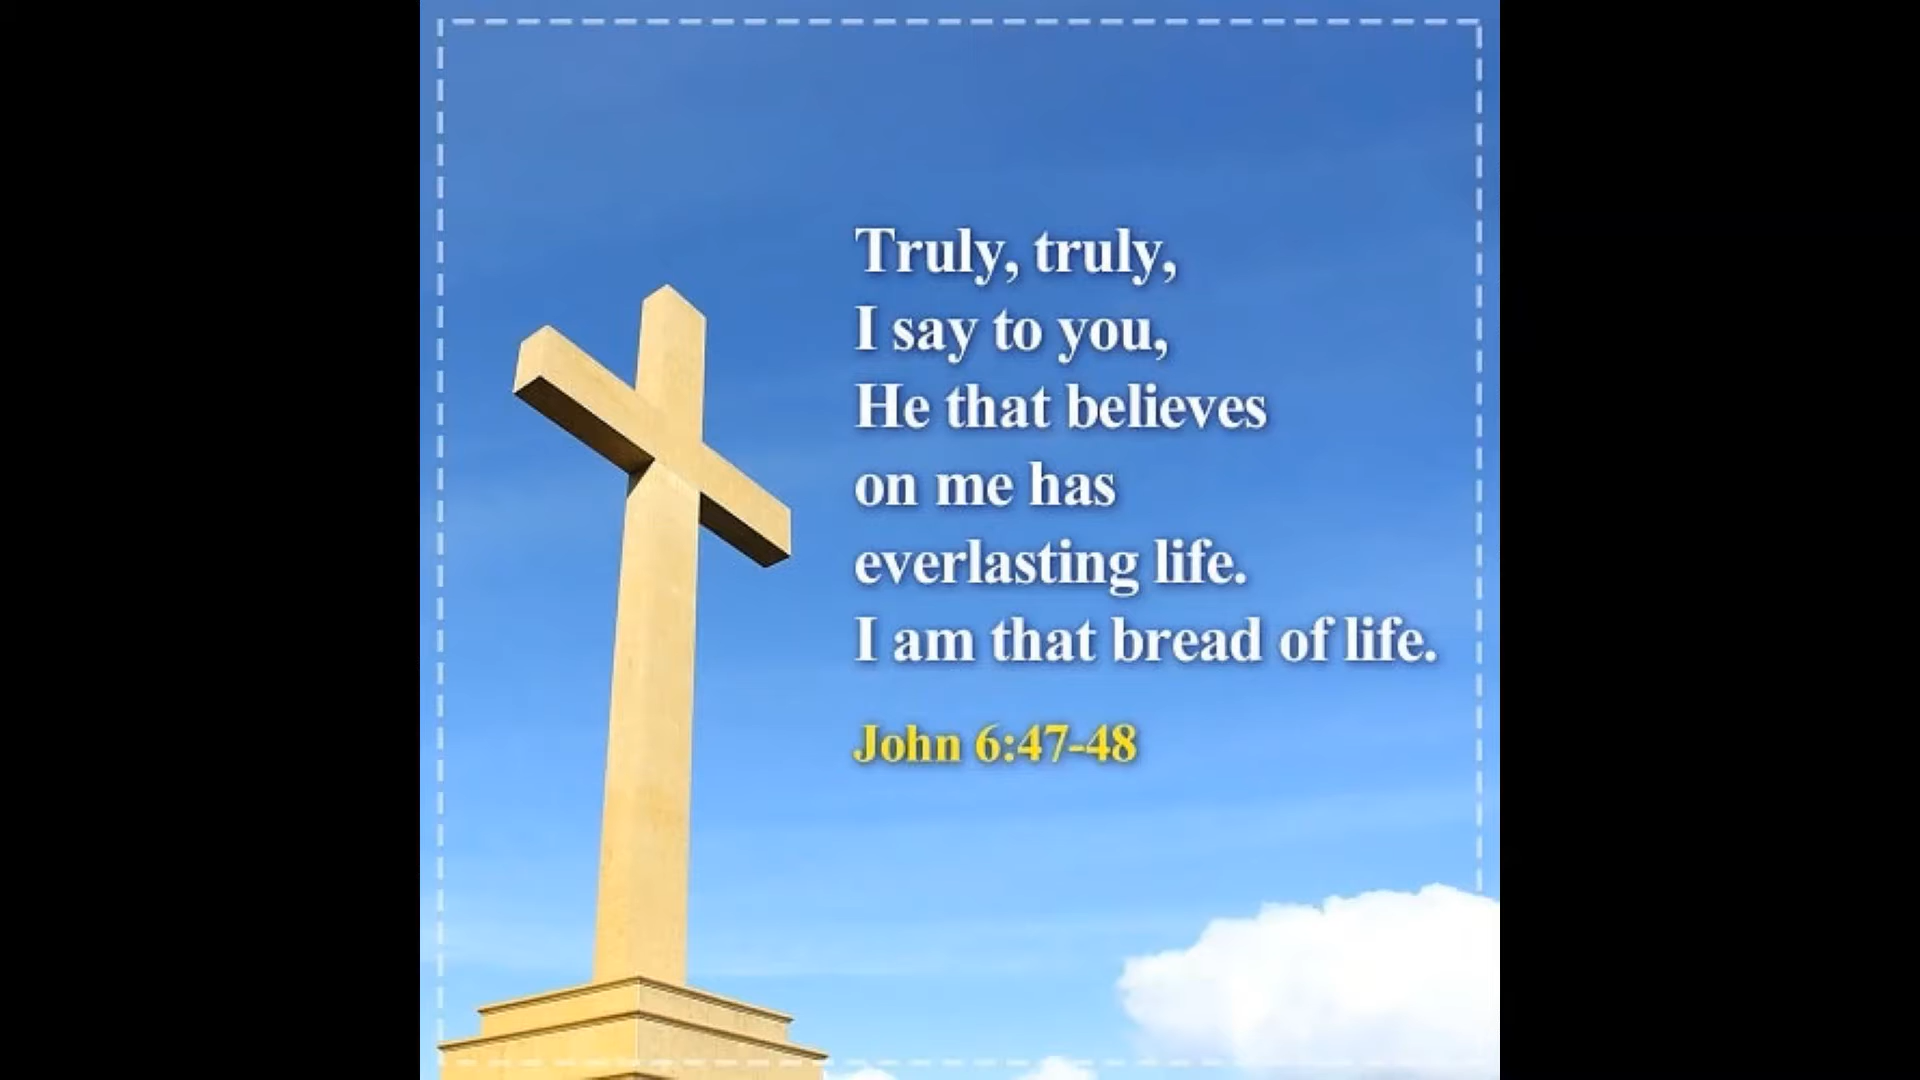 Truly, truly,
I say to you,
He that believes
on me has
everlasting life.
I am that bread of life.
John 6:47-48